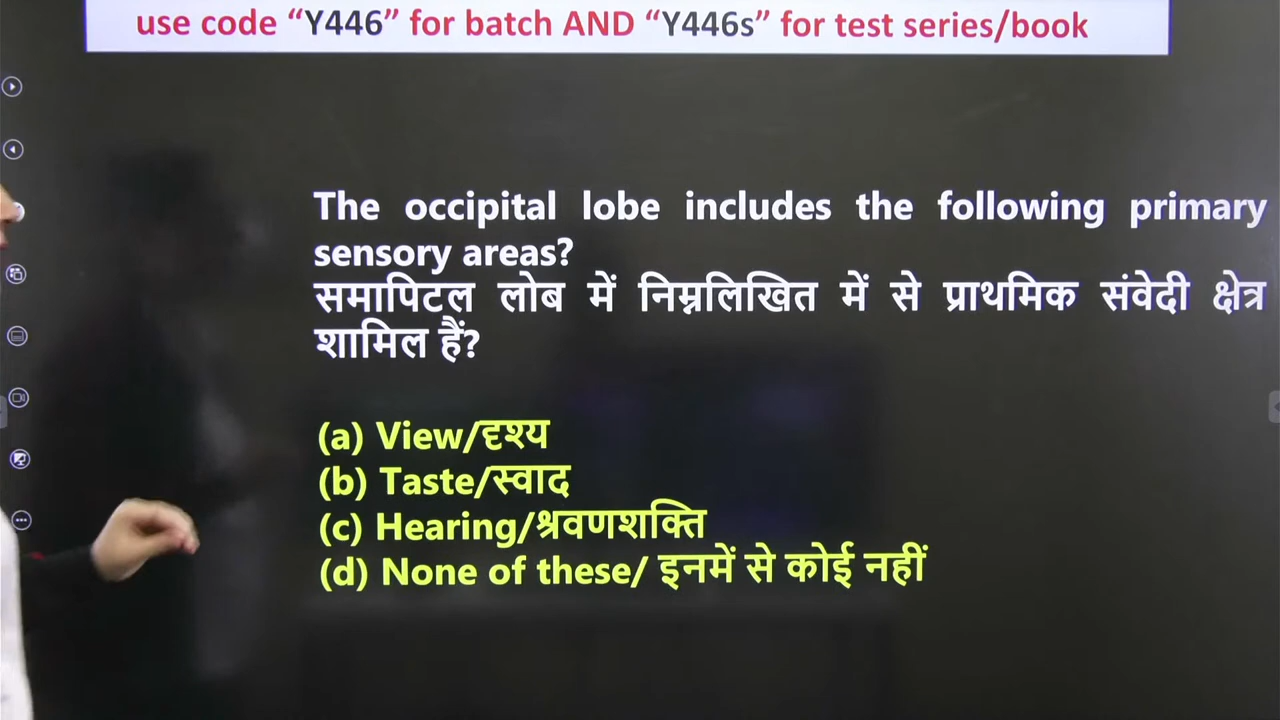 use code “Y446” for batch AND “Y446s” for test series/book
The occipital lobe includes the following primary
sensory areas?
समापिटल लोब में निम्नलिखित में से प्राथमिक संवेदी क्षेत्र
शामिल हैं?
(a) View/दृश्य
(b) Taste/स्वाद
(c) Hearing/श्रवणशक्ति
(d) None of these/ इनमें से कोई नहीं